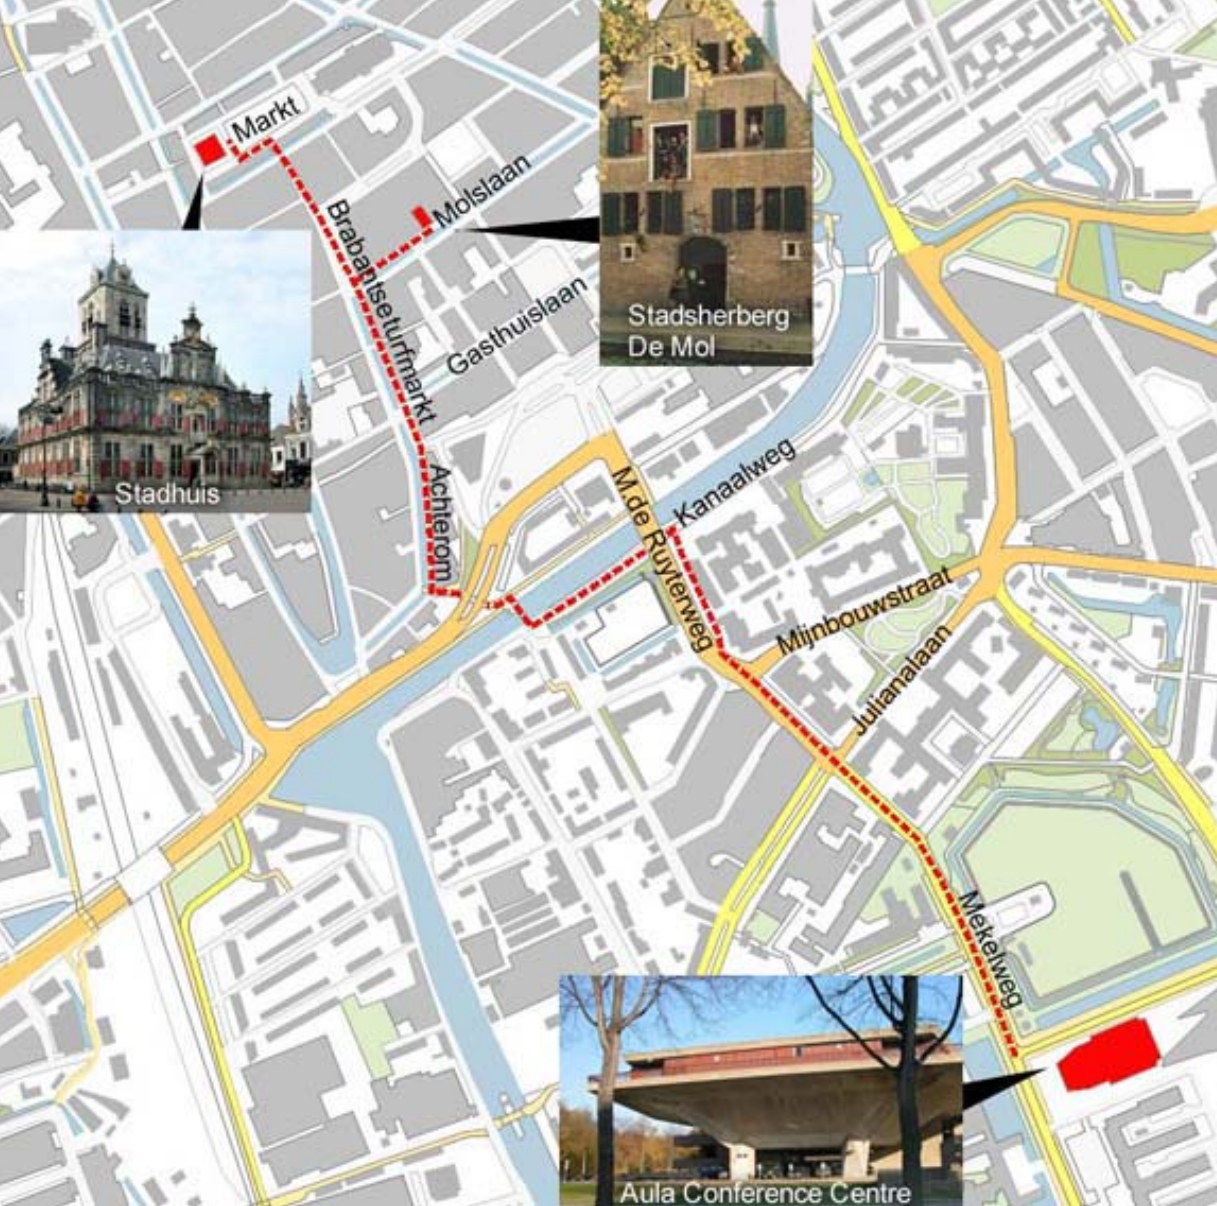 Markt
Molslaan
Brabantseturfmarkt
Gasthuislaan
Stadsherberg
De Mol
Stadhuis
Achterom
M.de Ruyterweg
Kanaalweg
Mijnbouwstraat
Julianalaan
Mekelweg
Aula Conference Centre